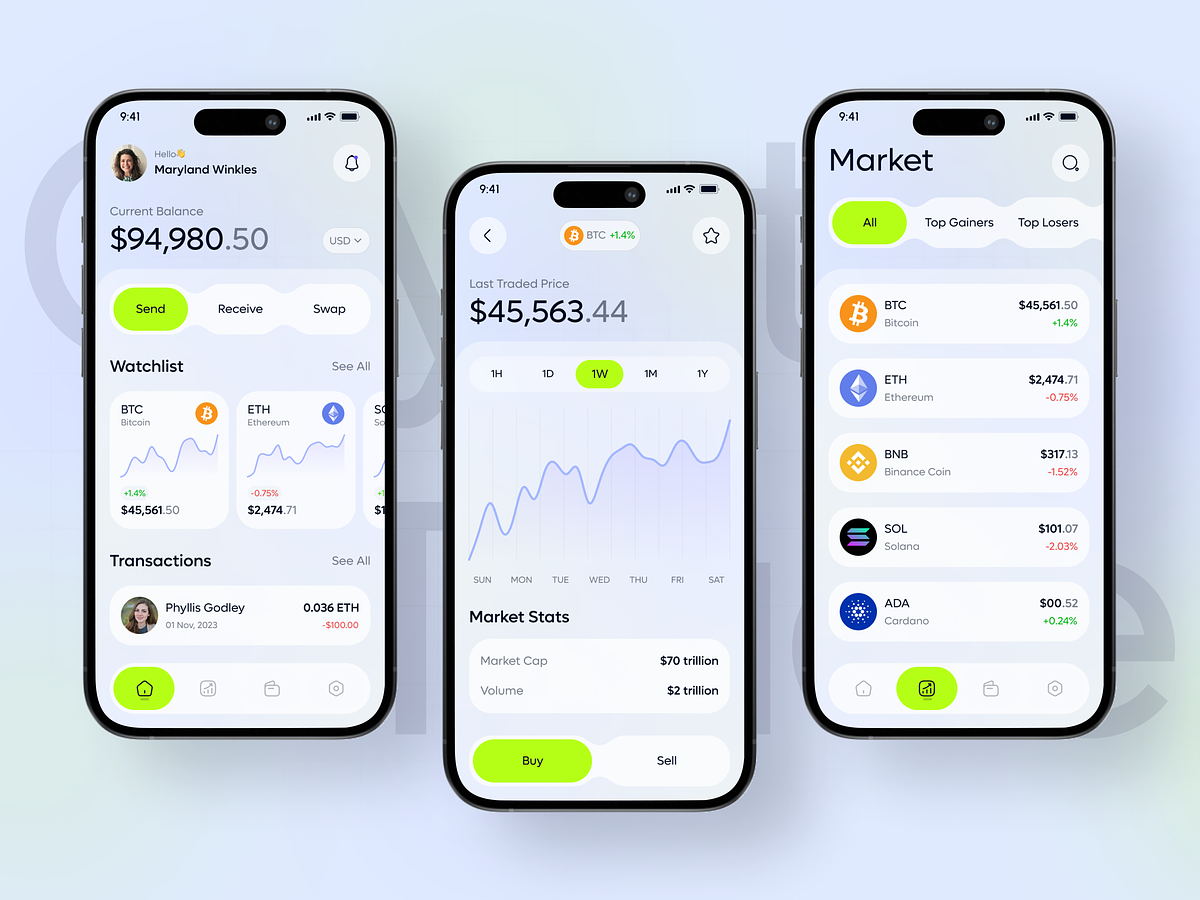 9:41
Hello👋
Maryland Winkles
Current Balance
$94,980.50
USD
Send Receive Swap
Watchlist See All
BTC
Bitcoin
+1.4%
$45,561.50
ETH
Ethereum
-0.75%
$2,474.71
Transactions See All
Phyllis Godley 0.036 ETH
01 Nov, 2023 -$100.00
9:41
BTC +1.4%
Last Traded Price
$45,563.44
1H 1D 1W 1M 1Y
SUN MON TUE WED THU FRI SAT
Market Stats
Market Cap $70 trillion
Volume $2 trillion
Buy Sell
9:41
Market
All Top Gainers Top Losers
BTC $45,561.50
Bitcoin +1.4%
ETH $2,474.71
Ethereum -0.75%
BNB $317.13
Binance Coin -1.52%
SOL $101.07
Solana -2.03%
ADA $00.52
Cardano +0.24%